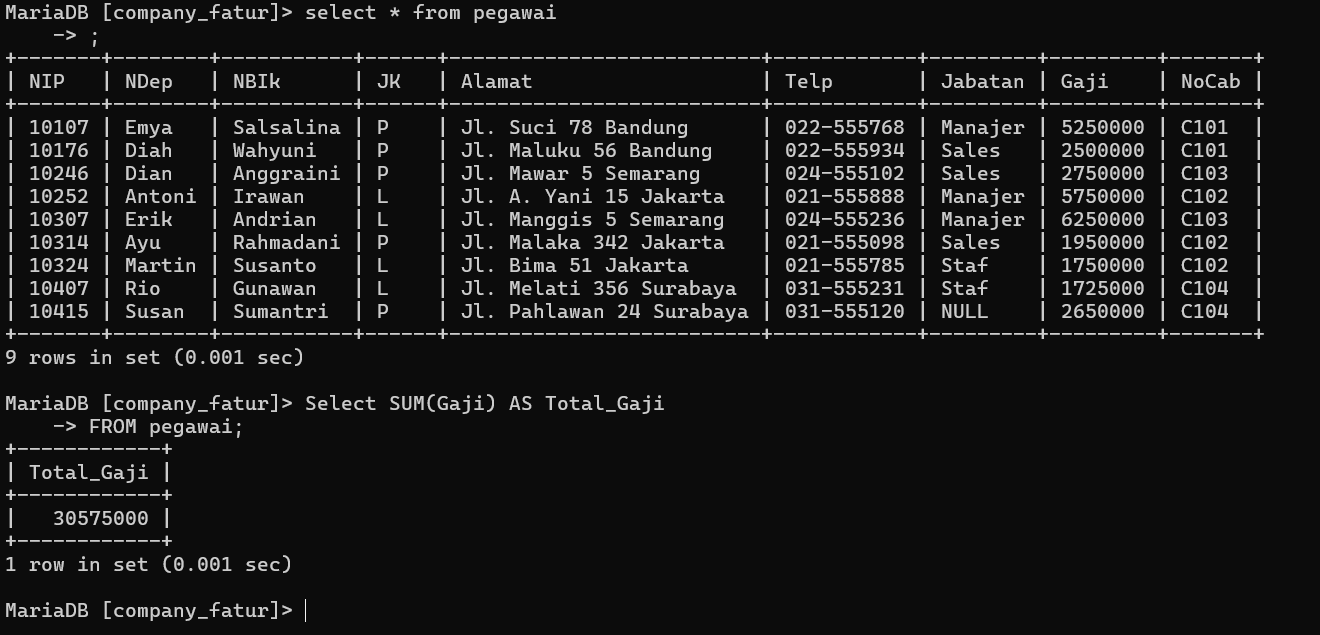 MariaDB [company_fatur]> select * from pegawai
    -> ;
+-------+--------+-----------+------+--------------------------+------------+---------+---------+-------+
| NIP   | NDep   | NBIk      | JK   | Alamat                   | Telp       | Jabatan | Gaji    | NoCab |
+-------+--------+-----------+------+--------------------------+------------+---------+---------+-------+
| 10107 | Emya   | Salsalina | P    | Jl. Suci 78 Bandung      | 022-555768 | Manajer | 5250000 | C101  |
| 10176 | Diah   | Wahyuni   | P    | Jl. Maluku 56 Bandung    | 022-555934 | Sales   | 2500000 | C101  |
| 10246 | Dian   | Anggraini | P    | Jl. Mawar 5 Semarang     | 024-555102 | Sales   | 2750000 | C103  |
| 10252 | Antoni | Irawan    | L    | Jl. A. Yani 15 Jakarta   | 021-555888 | Manajer | 5750000 | C102  |
| 10307 | Erik   | Andrian   | L    | Jl. Manggis 5 Semarang   | 024-555236 | Manajer | 6250000 | C103  |
| 10314 | Ayu    | Rahmadani | P    | Jl. Malaka 342 Jakarta   | 021-555098 | Sales   | 1950000 | C102  |
| 10324 | Martin | Susanto   | L    | Jl. Bima 51 Jakarta      | 021-555785 | Staf    | 1750000 | C102  |
| 10407 | Rio    | Gunawan   | L    | Jl. Melati 356 Surabaya  | 031-555231 | Staf    | 1725000 | C104  |
| 10415 | Susan  | Sumantri  | P    | Jl. Pahlawan 24 Surabaya | 031-555120 | NULL    | 2650000 | C104  |
+-------+--------+-----------+------+--------------------------+------------+---------+---------+-------+
9 rows in set (0.001 sec)

MariaDB [company_fatur]> Select SUM(Gaji) AS Total_Gaji
    -> FROM pegawai;
+------------+
| Total_Gaji |
+------------+
|   30575000 |
+------------+
1 row in set (0.001 sec)

MariaDB [company_fatur]>